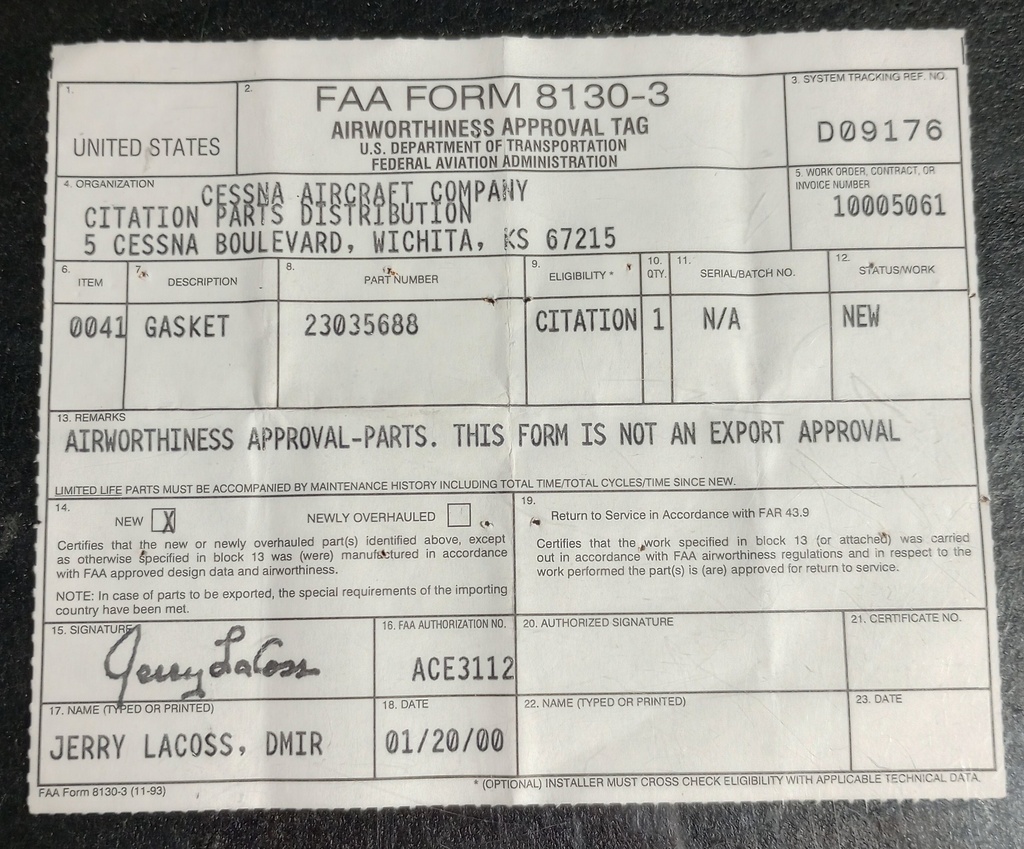 1.
UNITED STATES
2.
FAA FORM 8130-3
AIRWORTHINESS APPROVAL TAG
U.S. DEPARTMENT OF TRANSPORTATION
FEDERAL AVIATION ADMINISTRATION
3. SYSTEM TRACKING REF. NO.
D09176
4. ORGANIZATION
CESSNA AIRCRAFT COMPANY
CITATION PARTS DISTRIBUTION
5 CESSNA BOULEVARD, WICHITA, KS 67215
5. WORK ORDER, CONTRACT, OR
INVOICE NUMBER
10005061
6. ITEM
7. DESCRIPTION
8. PART NUMBER
9. ELIGIBILITY *
10. QTY.
11. SERIAL/BATCH NO.
12. STATUS/WORK
0041 GASKET 23035688 CITATION 1 N/A NEW
13. REMARKS
AIRWORTHINESS APPROVAL-PARTS. THIS FORM IS NOT AN EXPORT APPROVAL
LIMITED LIFE PARTS MUST BE ACCOMPANIED BY MAINTENANCE HISTORY INCLUDING TOTAL TIME/TOTAL CYCLES/TIME SINCE NEW.
14.
NEW X NEWLY OVERHAULED
Certifies that the new or newly overhauled part(s) identified above, except
as otherwise specified in block 13 was (were) manufactured in accordance
with FAA approved design data and airworthiness.
NOTE: In case of parts to be exported, the special requirements of the importing
country have been met.
19.
Return to Service in Accordance with FAR 43.9
Certifies that the work specified in block 13 (or attached) was carried
out in accordance with FAA airworthiness regulations and in respect to the
work performed the part(s) is (are) approved for return to service.
15. SIGNATURE
Jerry LaCoss
16. FAA AUTHORIZATION NO.
ACE3112
20. AUTHORIZED SIGNATURE
21. CERTIFICATE NO.
17. NAME (TYPED OR PRINTED)
JERRY LACOSS, DMIR
18. DATE
01/20/00
22. NAME (TYPED OR PRINTED)
23. DATE
FAA Form 8130-3 (11-93)
* (OPTIONAL) INSTALLER MUST CROSS CHECK ELIGIBILITY WITH APPLICABLE TECHNICAL DATA.